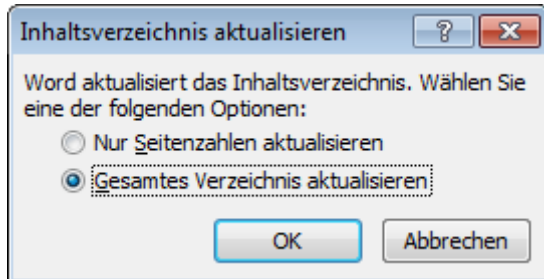 Inhaltsverzeichnis aktualisieren
Word aktualisiert das Inhaltsverzeichnis. Wählen Sie
eine der folgenden Optionen:
Nur Seitenzahlen aktualisieren
Gesamtes Verzeichnis aktualisieren
OK
Abbrechen